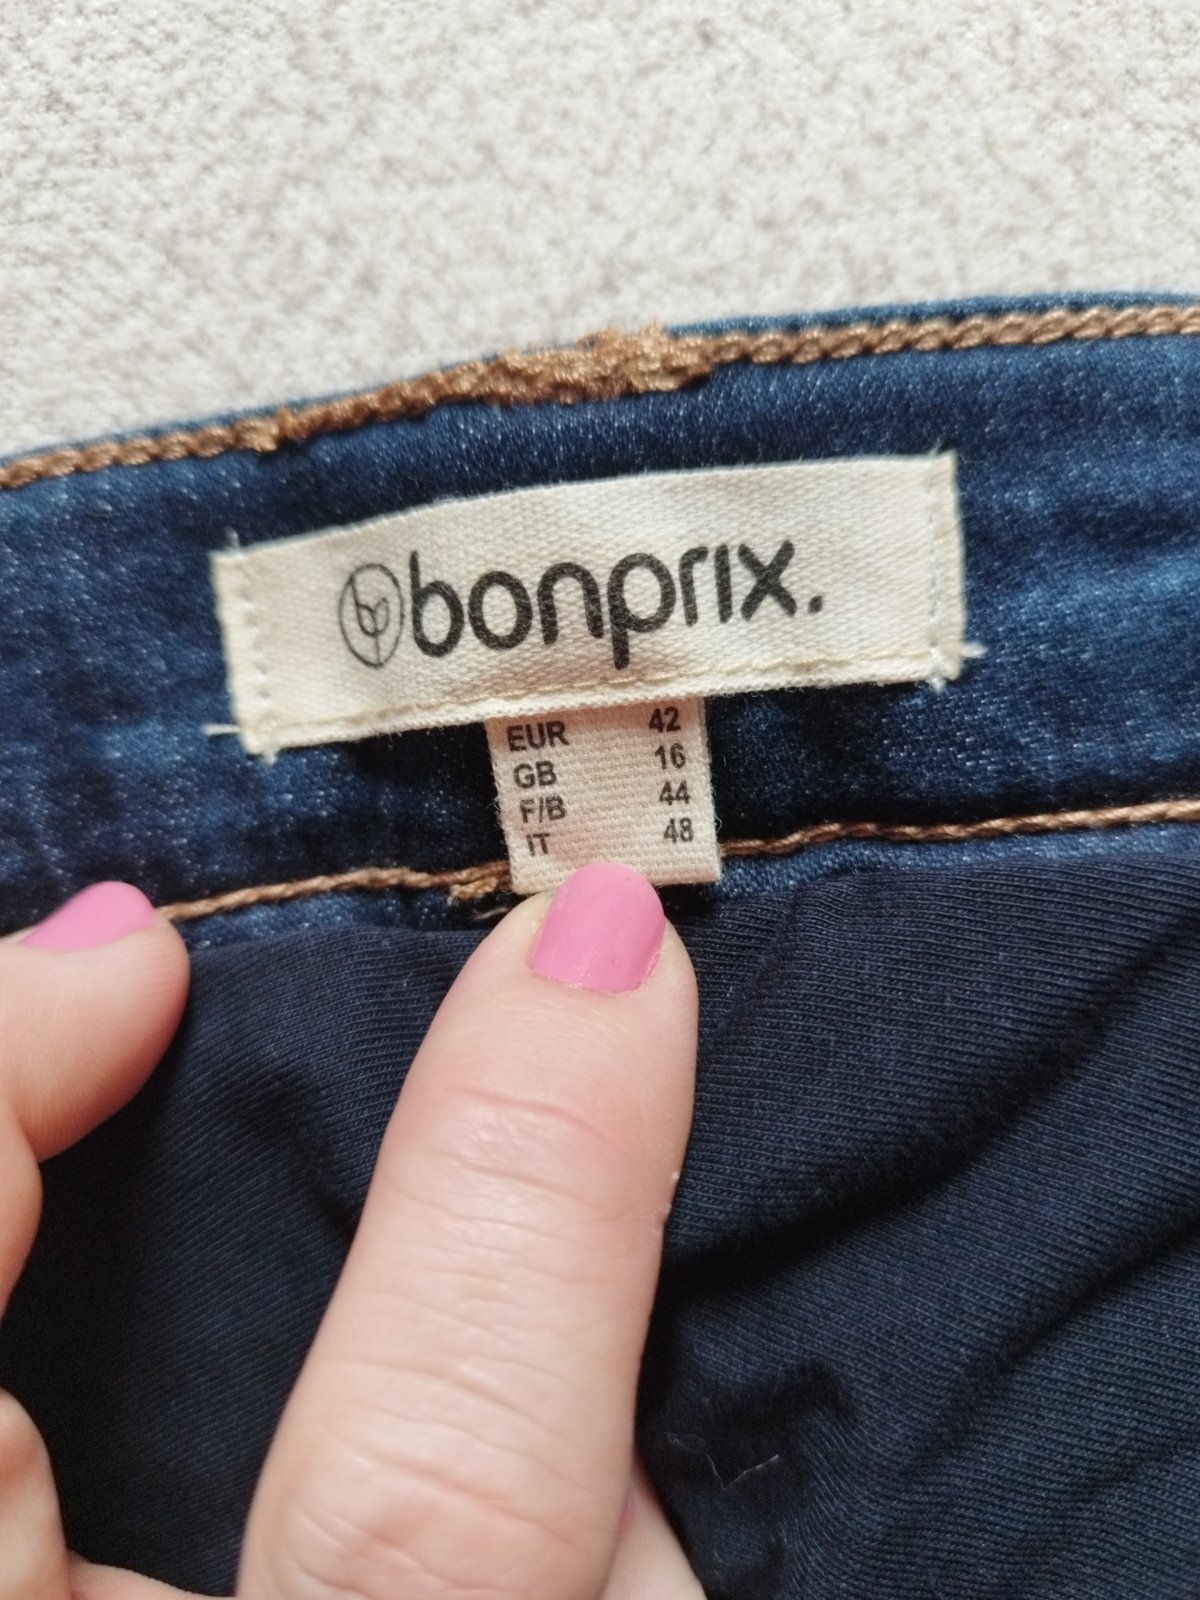 bonprix.
EUR 42
GB 16
F/B 44
IT 48